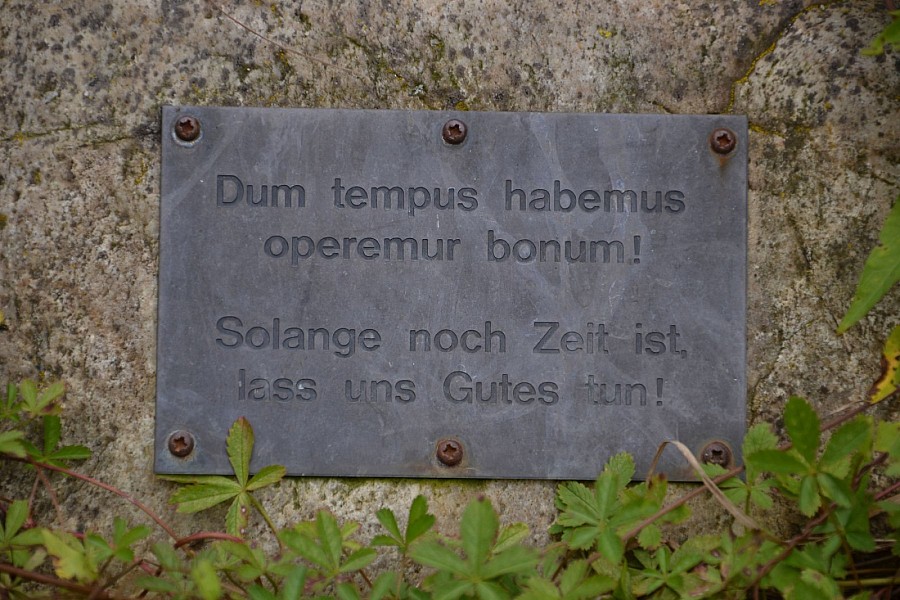 Dum tempus habemus
operemur bonum!
Solange noch Zeit ist,
lass uns Gutes tun!